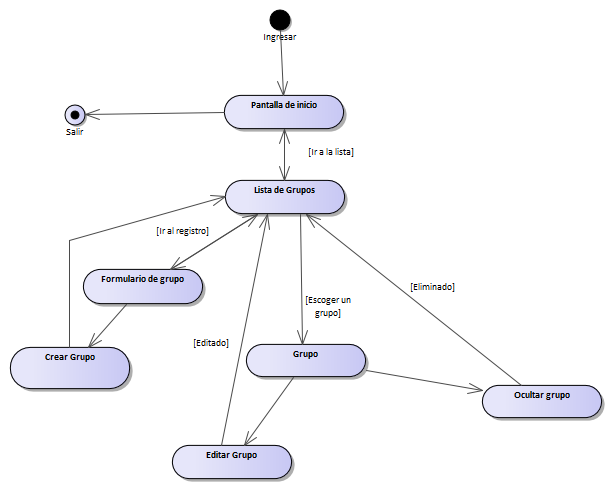 Ingresar
Pantalla de inicio
Salir
[Ir a la lista]
Lista de Grupos
[Ir al registro]
Formulario de grupo
[Eliminado]
[Escoger un
grupo]
[Editado]
Crear Grupo
Grupo
Ocultar grupo
Editar Grupo